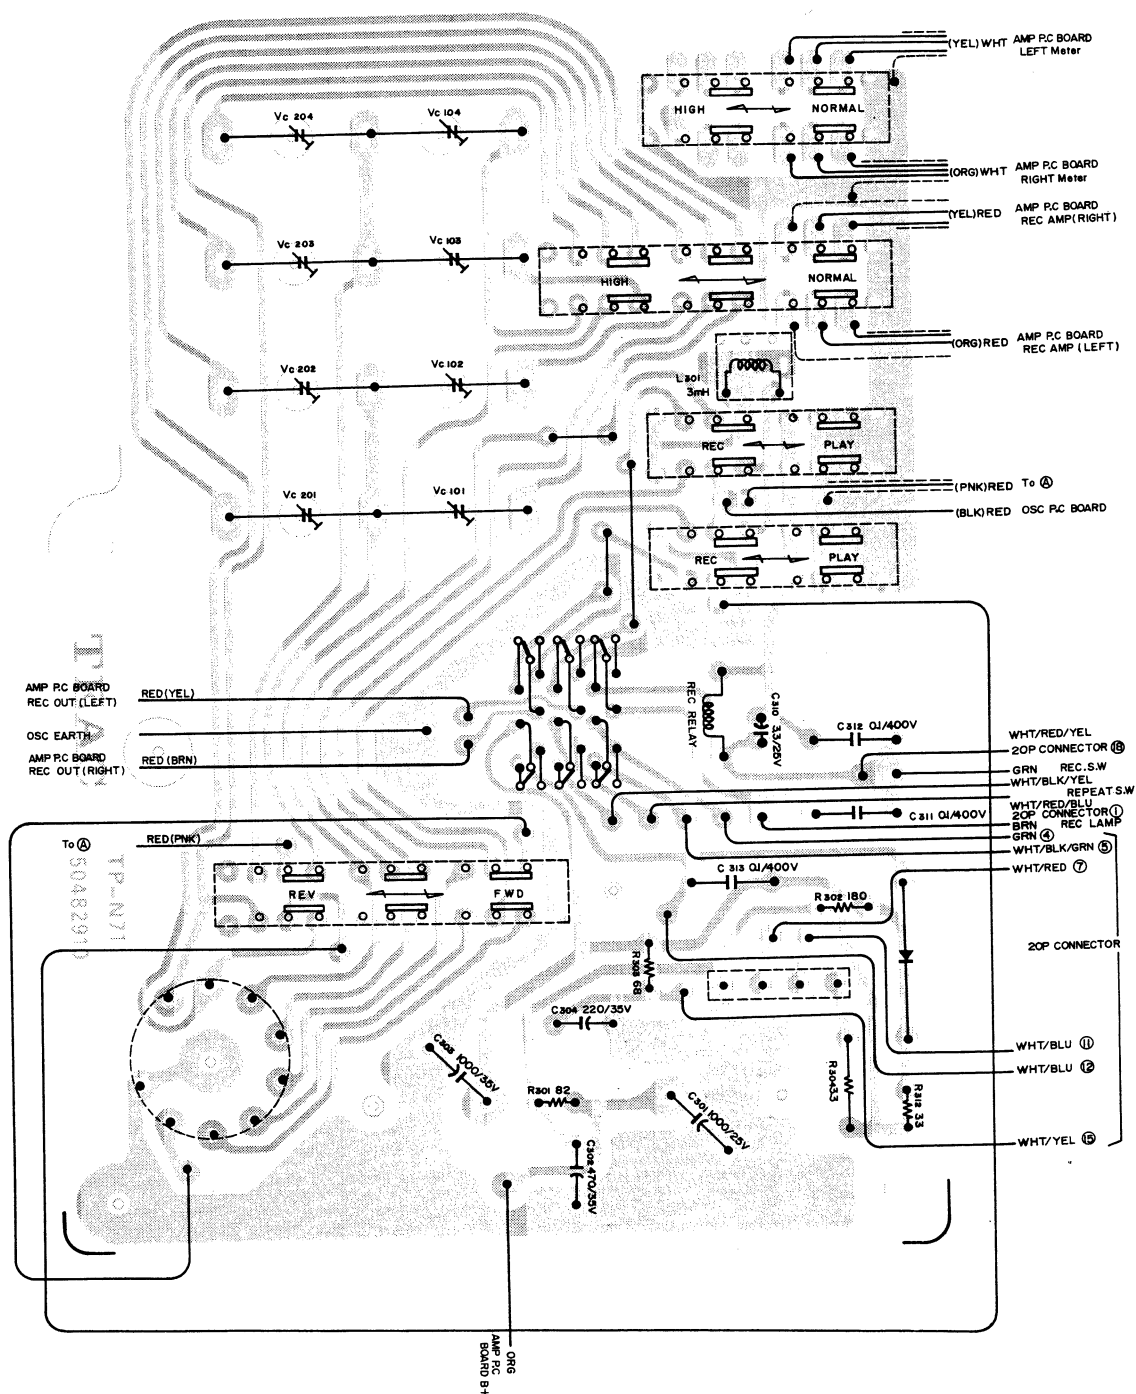 (YEL)WHT AMP P.C BOARD
LEFT Meter
HIGH NORMAL
(ORG)WHT AMP P.C BOARD
RIGHT Meter
Vc 204
Vc 104
(YEL)RED AMP P.C BOARD
REC AMP(RIGHT)
Vc 203
Vc 103
HIGH NORMAL
(ORG)RED AMP P.C BOARD
REC AMP (LEFT)
L301
3mH
Vc 202
Vc 102
REC PLAY
Vc 201
Vc 101
(PNK)RED To Ⓐ
(BLK)RED OSC P.C BOARD
REC PLAY
TEAC
AMP P.C BOARD
REC OUT (LEFT)
RED(YEL)
OSC EARTH
AMP P.C BOARD
REC OUT(RIGHT)
RED(BRN)
REC RELAY
C310 3.3/25V
C312 0.1/400V
WHT/RED/YEL
20P CONNECTOR ⑱
GRN REC.S.W
WHT/BLK/YEL
REPEAT S.W
WHT/RED/BLU
20P CONNECTOR ①
C311 0.1/400V
BRN REC LAMP
GRN ④
WHT/BLK/GRN ⑤
WHT/RED ⑦
To Ⓐ RED(PNK)
REV FWD
TP-N71
C313 0.1/400V
R302 180
20P CONNECTOR
R303 68
C304 220/35V
C303 1000/35V
R301 82
C301 1000/25V
R304 33
R312 33
WHT/BLU ⑪
WHT/BLU ⑫
WHT/YEL ⑮
C302 470/35V
ORG
AMP P.C
BOARD B-1